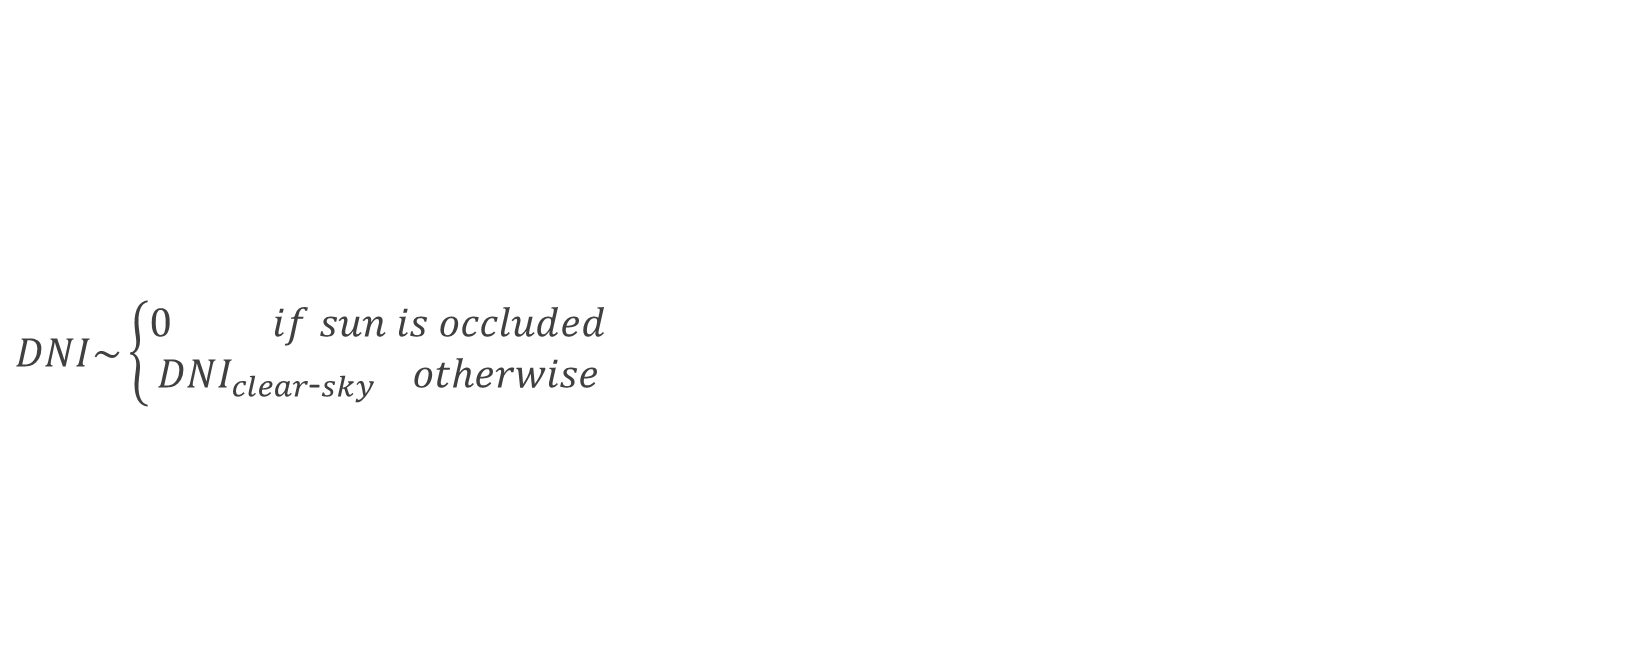 DNI~{0 if sun is occluded
DNI_clear-sky otherwise